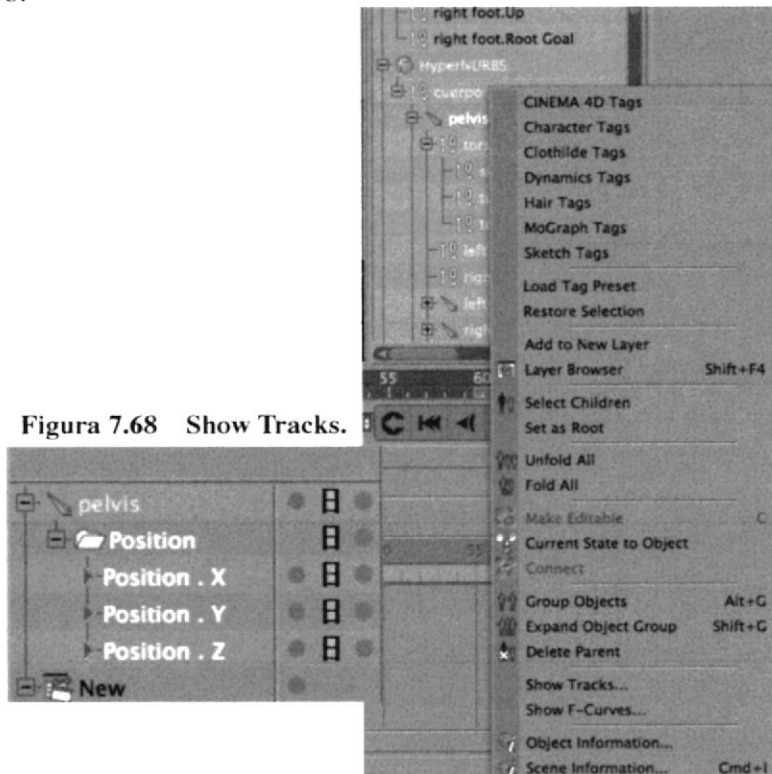 right foot.Up
right foot.Root Goal
HyperNURBS
cuerpo
pelvis
left
left
CINEMA 4D Tags
Character Tags
Clothilde Tags
Dynamics Tags
Hair Tags
MoGraph Tags
Sketch Tags
Load Tag Preset
Restore Selection
Add to New Layer
Layer Browser Shift+F4
Select Children
Set as Root
Unfold All
Fold All
Make Editable C
Current State to Object
Connect
Group Objects Alt+G
Expand Object Group Shift+G
Delete Parent
Show Tracks...
Show F-Curves...
Object Information...
Scene Information... Cmd+I
55
Figura 7.68 Show Tracks.
pelvis
Position
Position . X
Position . Y
Position . Z
New
55